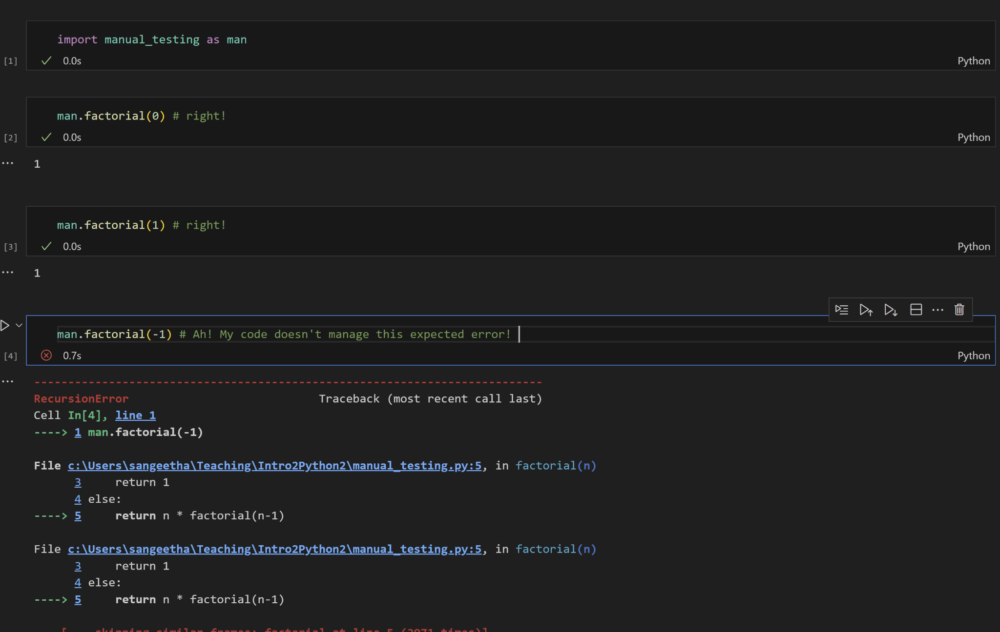 import manual_testing as man
[1] 0.0s Python
man.factorial(0) # right!
[2] 0.0s Python
1
man.factorial(1) # right!
[3] 0.0s Python
1
man.factorial(-1) # Ah! My code doesn't manage this expected error!
[4] 0.7s Python
---------------------------------------------------------------------------
RecursionError Traceback (most recent call last)
Cell In[4], line 1
----> 1 man.factorial(-1)
File c:\Users\sangeetha\Teaching\Intro2Python2\manual_testing.py:5, in factorial(n)
3 return 1
4 else:
----> 5 return n * factorial(n-1)
File c:\Users\sangeetha\Teaching\Intro2Python2\manual_testing.py:5, in factorial(n)
3 return 1
4 else:
----> 5 return n * factorial(n-1)
skipping similar frames: factorial at line 5 (2971 times)]